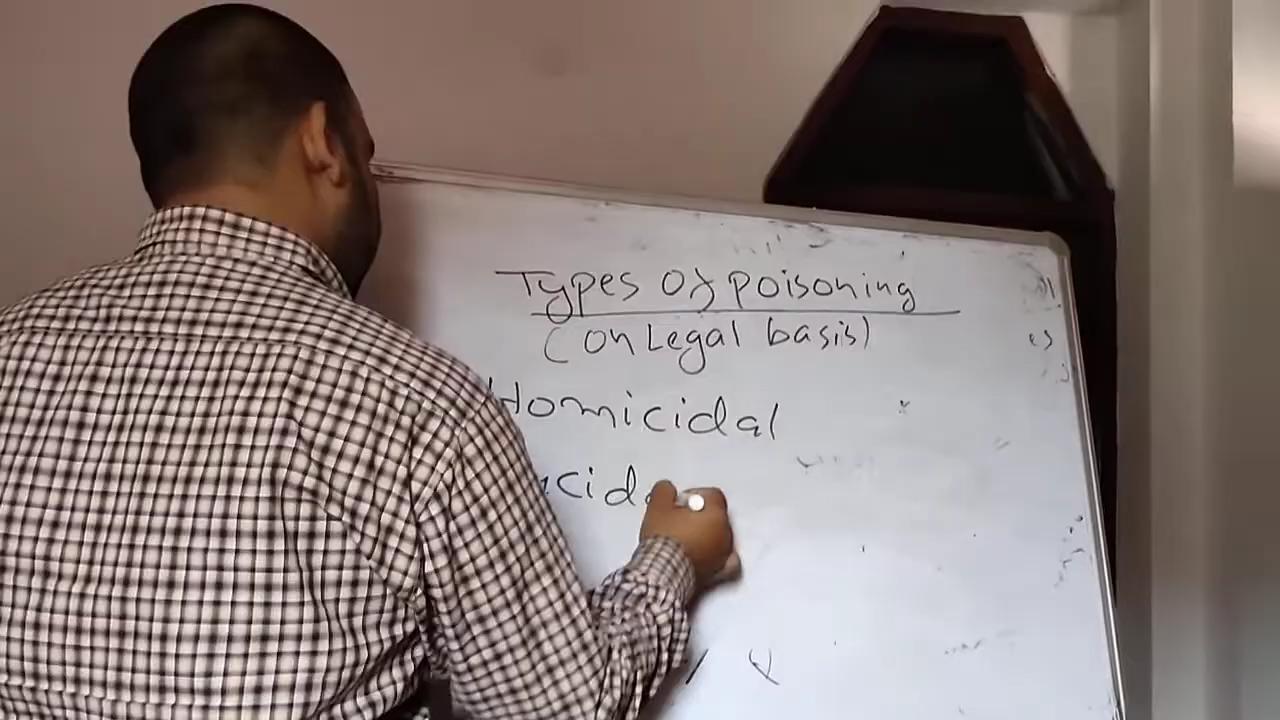 Types of poisoning
(on Legal basis)
Homicidal